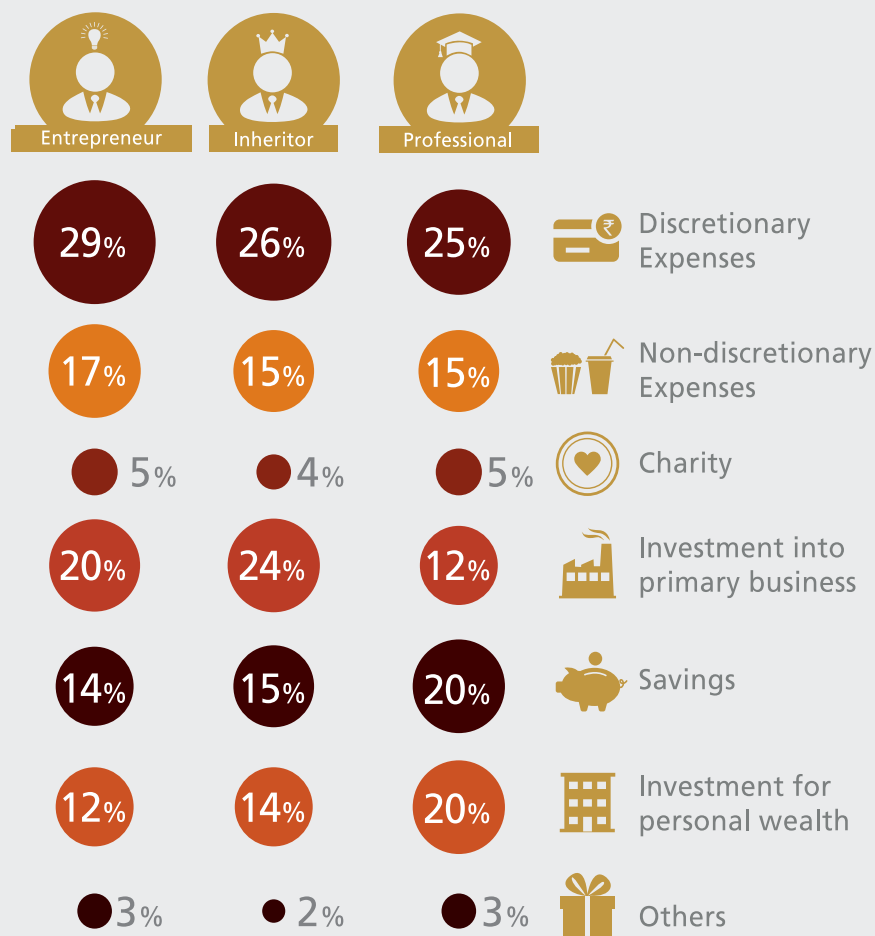 Entrepreneur Inheritor Professional
29% 26% 25% ₹ Discretionary
Expenses
17% 15% 15% Non-discretionary
Expenses
5% 4% 5% Charity
20% 24% 12% Investment into
primary business
14% 15% 20% Savings
12% 14% 20% Investment for
personal wealth
3% 2% 3% Others